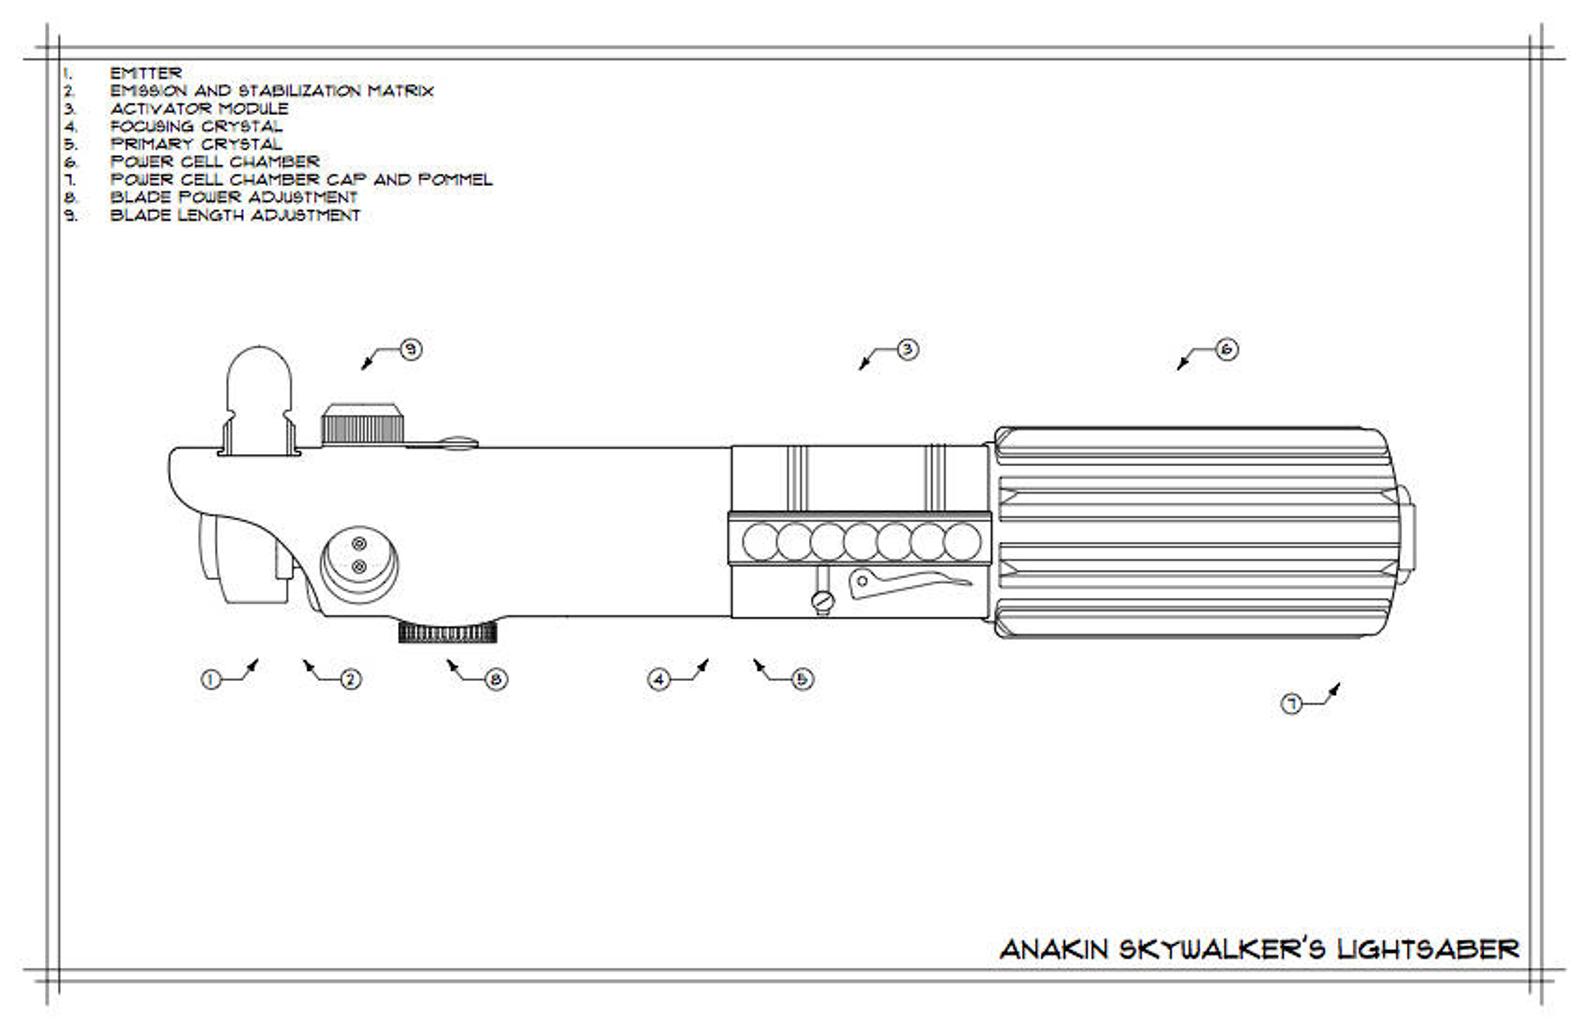 1. EMITTER
2. EMISSION AND STABILIZATION MATRIX
3. ACTIVATOR MODULE
4. FOCUSING CRYSTAL
5. PRIMARY CRYSTAL
6. POWER CELL CHAMBER
7. POWER CELL CHAMBER CAP AND POMMEL
8. BLADE POWER ADJUSTMENT
9. BLADE LENGTH ADJUSTMENT
9 3 6
1 2 8 4 5
7
ANAKIN SKYWALKER'S LIGHTSABER